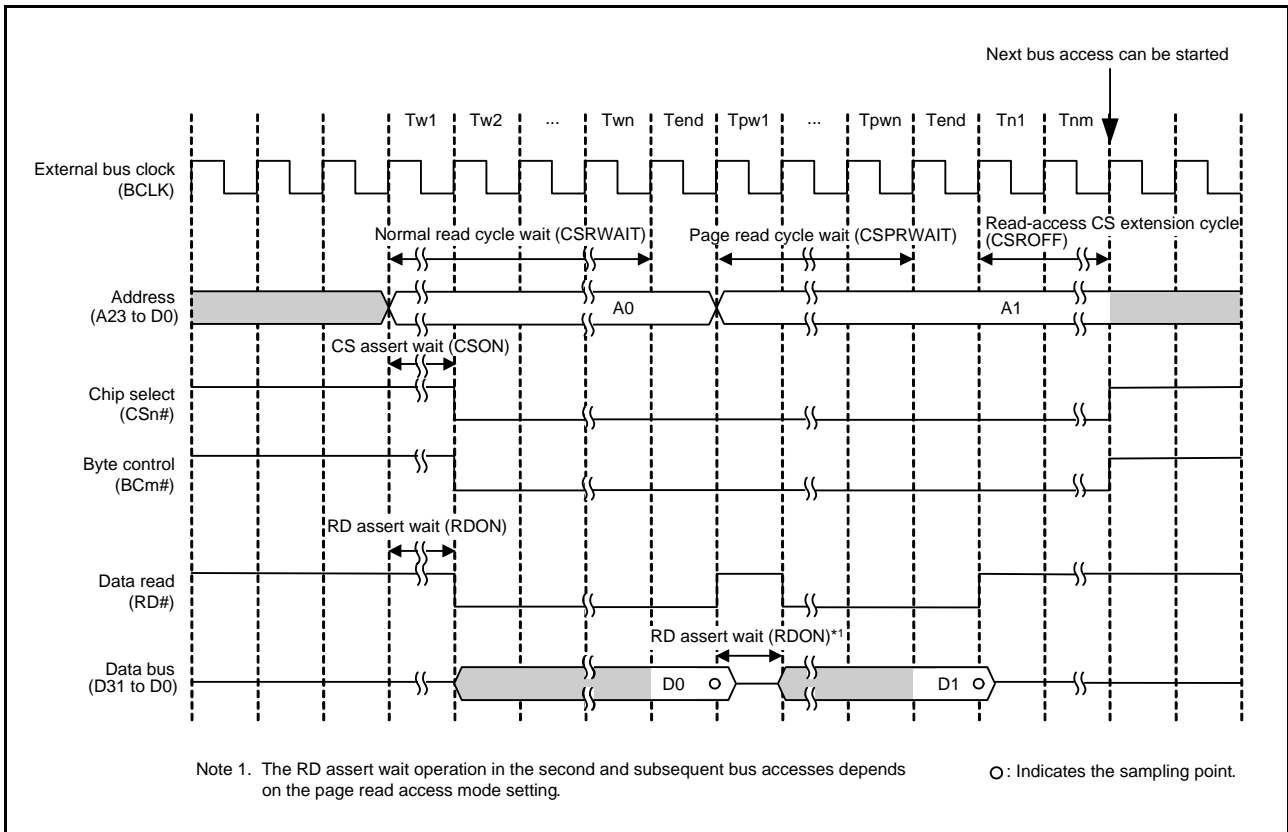 Next bus access can be started
Tw1 Tw2 ... Twn Tend Tpw1 ... Tpwn Tend Tn1 Tnm
External bus clock
(BCLK)
Normal read cycle wait (CSRWAIT)
Page read cycle wait (CSPRWAIT)
Read-access CS extension cycle
(CSROFF)
Address
(A23 to D0)
A0
A1
CS assert wait (CSON)
Chip select
(CSn#)
Byte control
(BCm#)
RD assert wait (RDON)
Data read
(RD#)
RD assert wait (RDON)*1
Data bus
(D31 to D0)
D0
D1
Note 1. The RD assert wait operation in the second and subsequent bus accesses depends
on the page read access mode setting.
: Indicates the sampling point.